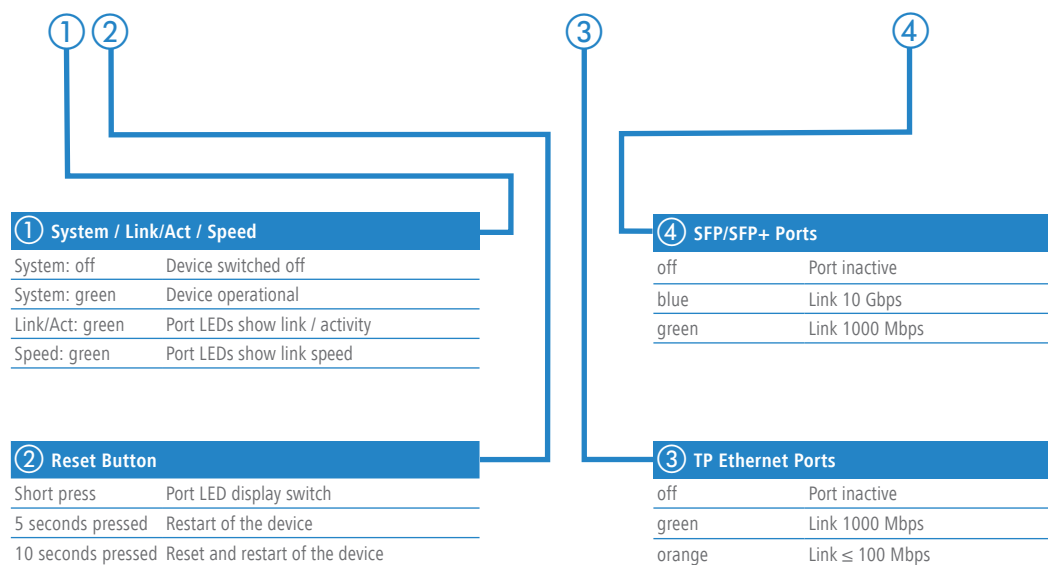 ① ② ③ ④
① System / Link/Act / Speed
System: off Device switched off
System: green Device operational
Link/Act: green Port LEDs show link / activity
Speed: green Port LEDs show link speed
④ SFP/SFP+ Ports
off Port inactive
blue Link 10 Gbps
green Link 1000 Mbps
② Reset Button
Short press Port LED display switch
5 seconds pressed Restart of the device
10 seconds pressed Reset and restart of the device
③ TP Ethernet Ports
off Port inactive
green Link 1000 Mbps
orange Link ≤ 100 Mbps